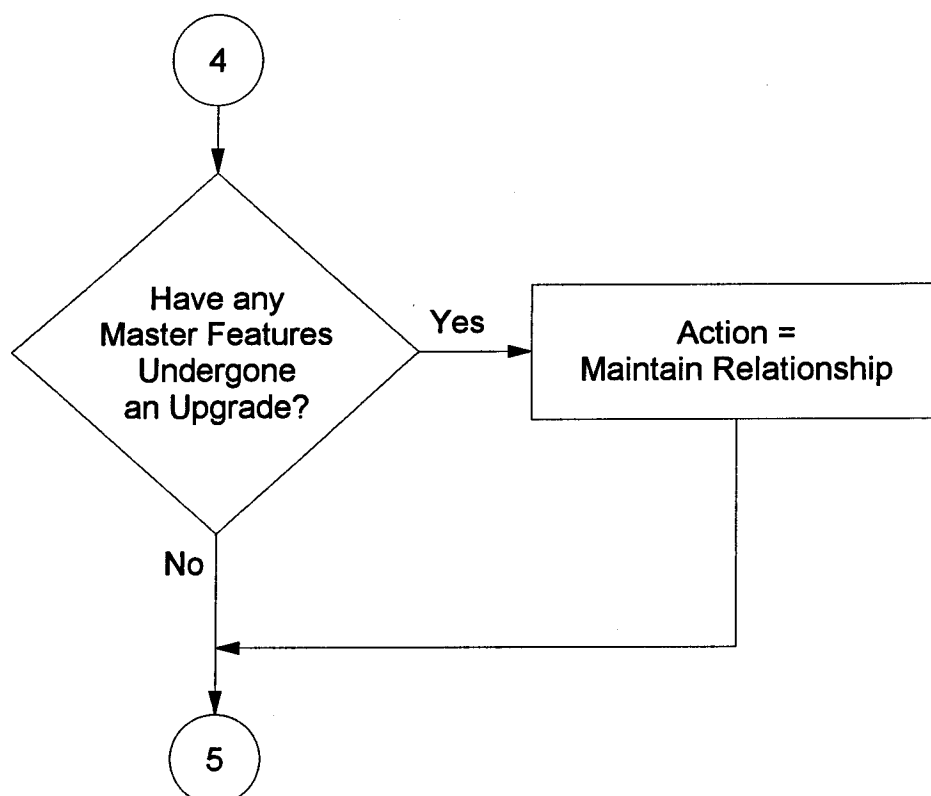 4
Have any
Master Features
Undergone
an Upgrade?
Yes
Action =
Maintain Relationship
No
5